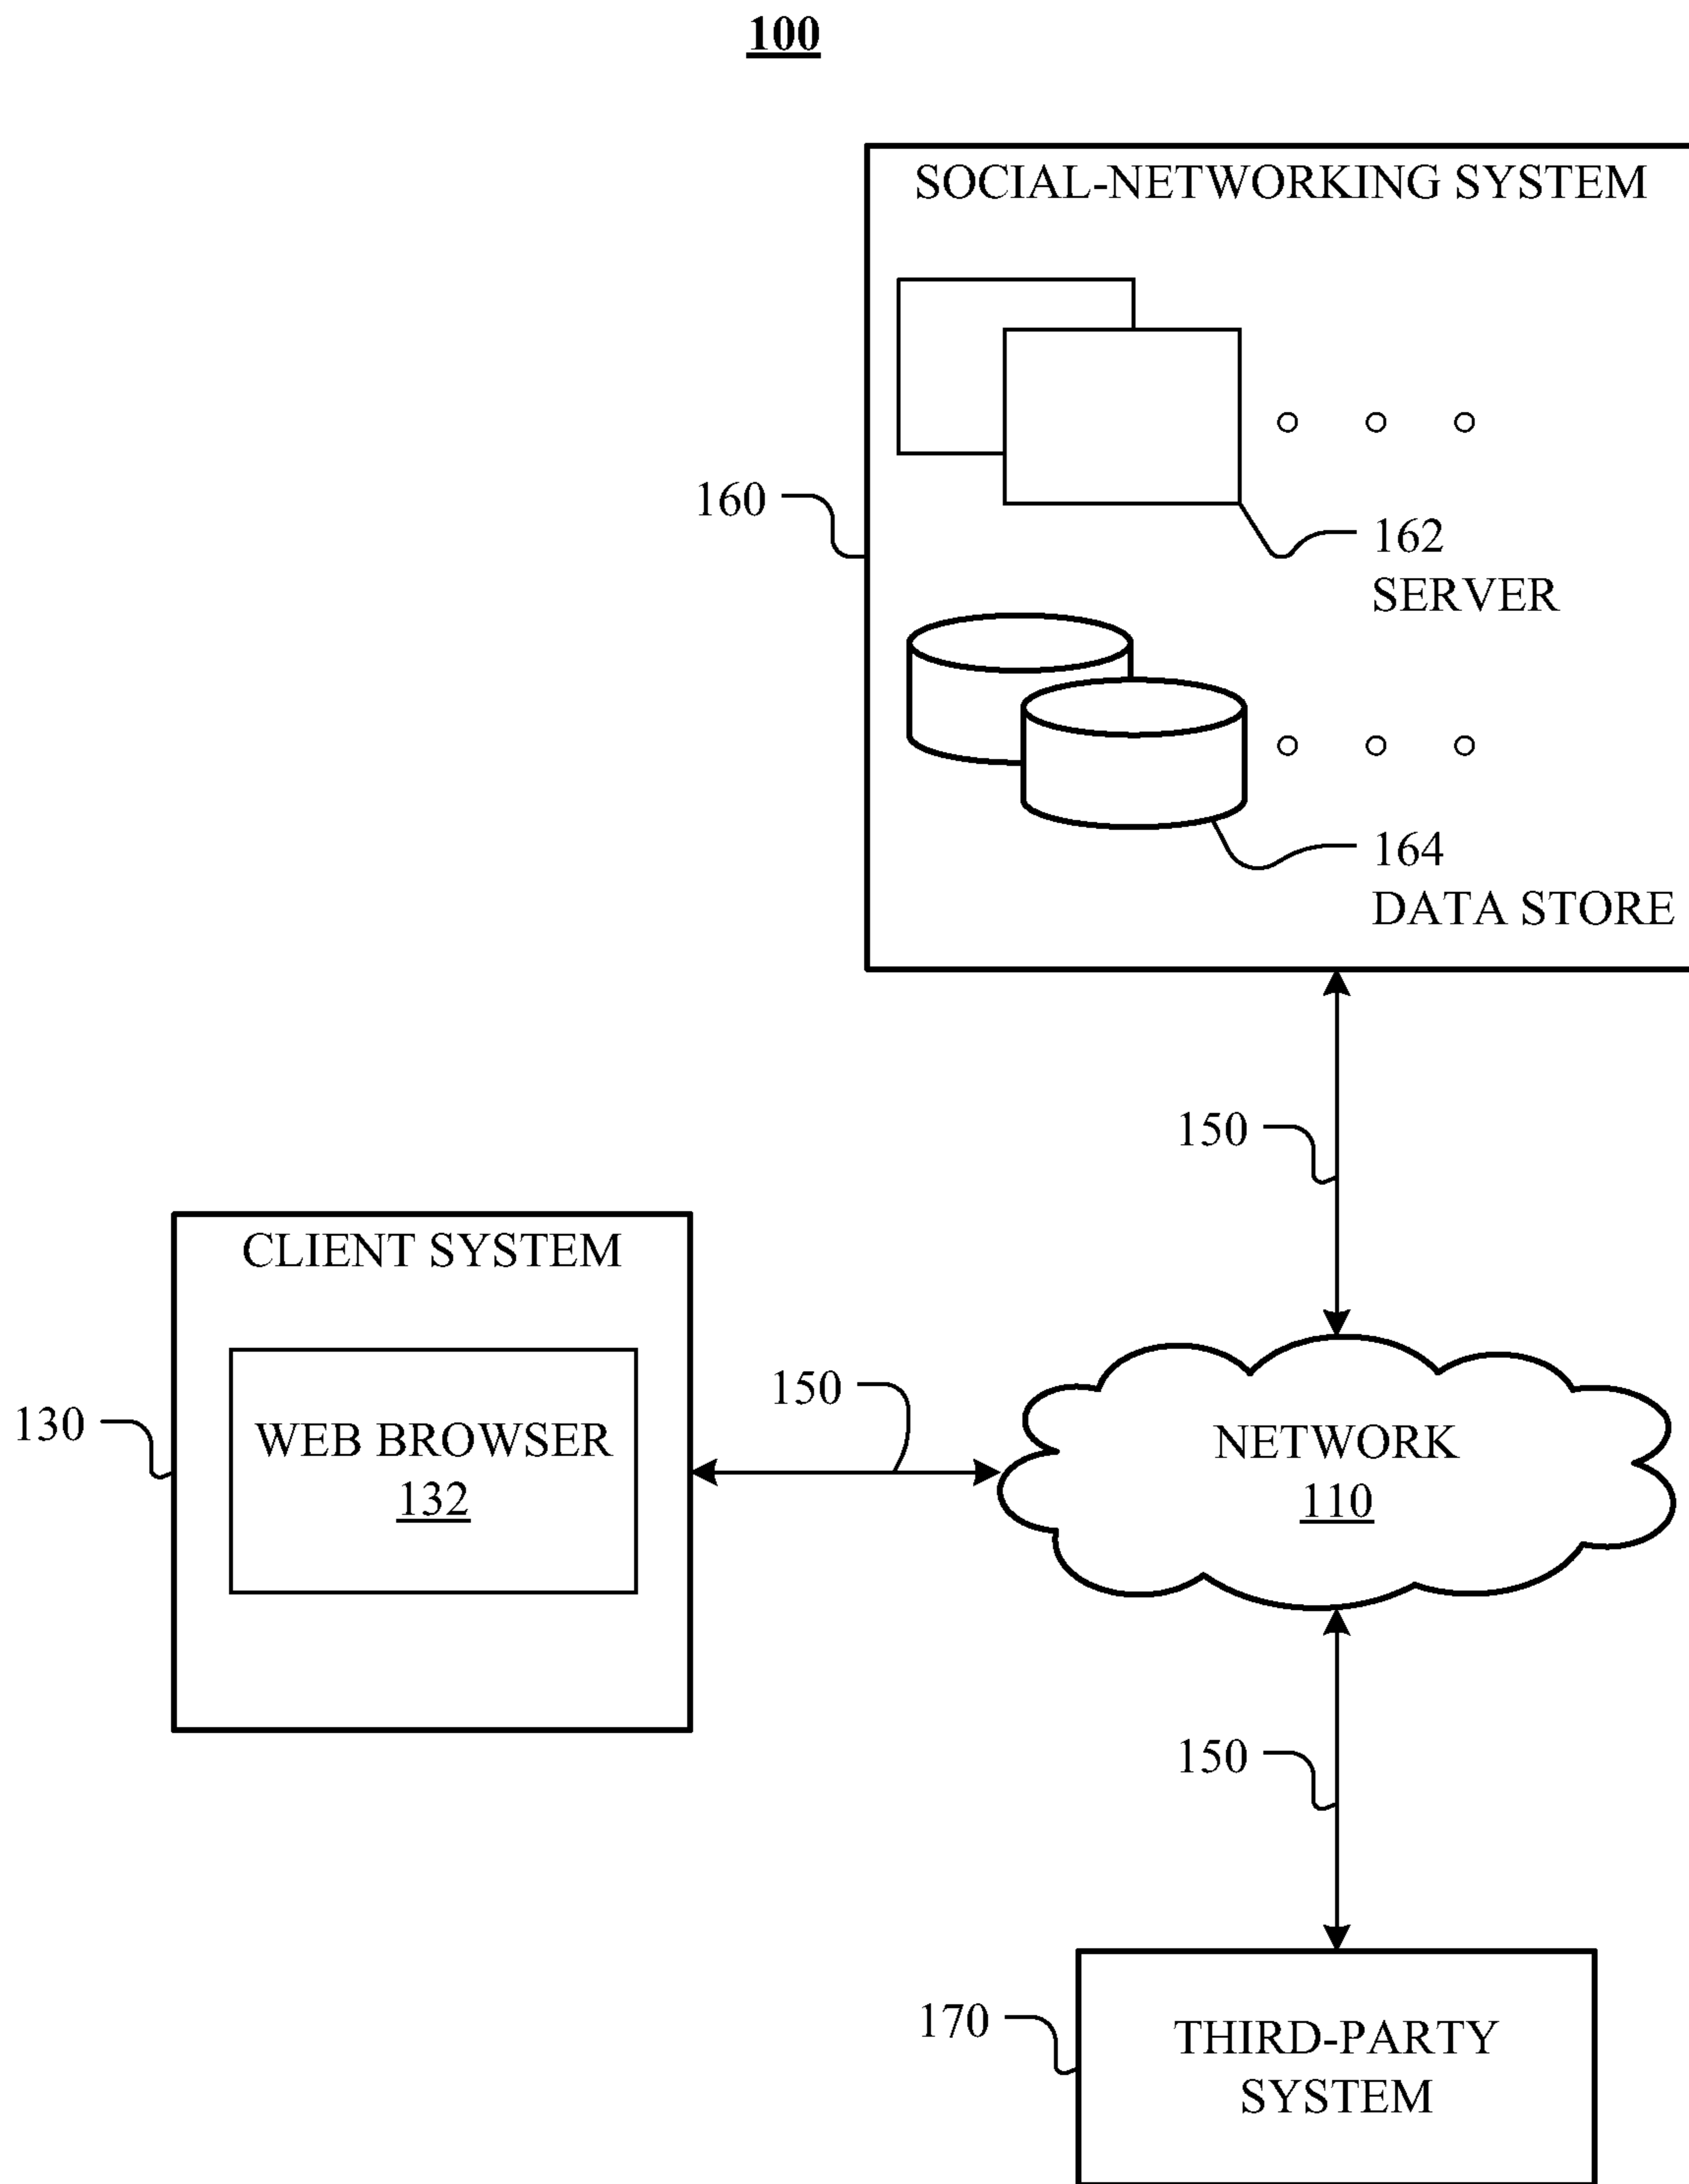 100
SOCIAL-NETWORKING SYSTEM
160
162
SERVER
164
DATA STORE
150
CLIENT SYSTEM
130
WEB BROWSER
132
150
NETWORK
110
150
170
THIRD-PARTY
SYSTEM